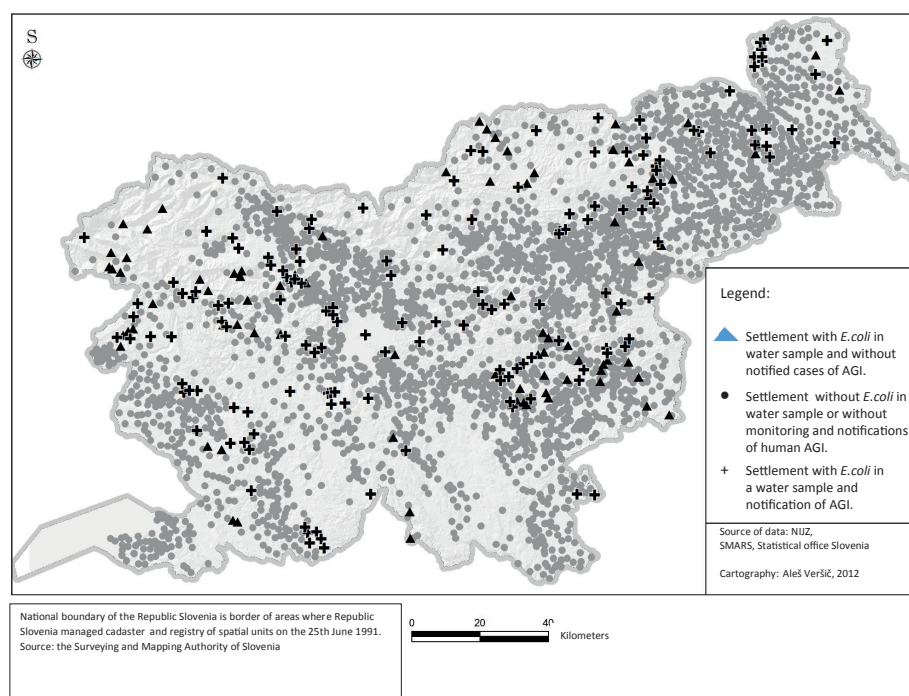 S
Legend:
Settlement with E.coli in
water sample and without
notified cases of AGI.
Settlement without E.coli in
water sample or without
monitoring and notifications
of human AGI.
Settlement with E.coli in
a water sample and
notification of AGI.
Source of data: NIJZ,
SMARS, Statistical office Slovenia
Cartography: Aleš Veršič, 2012
National boundary of the Republic Slovenia is border of areas where Republic
Slovenia managed cadaster and registry of spatial units on the 25th June 1991.
Source: the Surveying and Mapping Authority of Slovenia
0 20 40
Kilometers